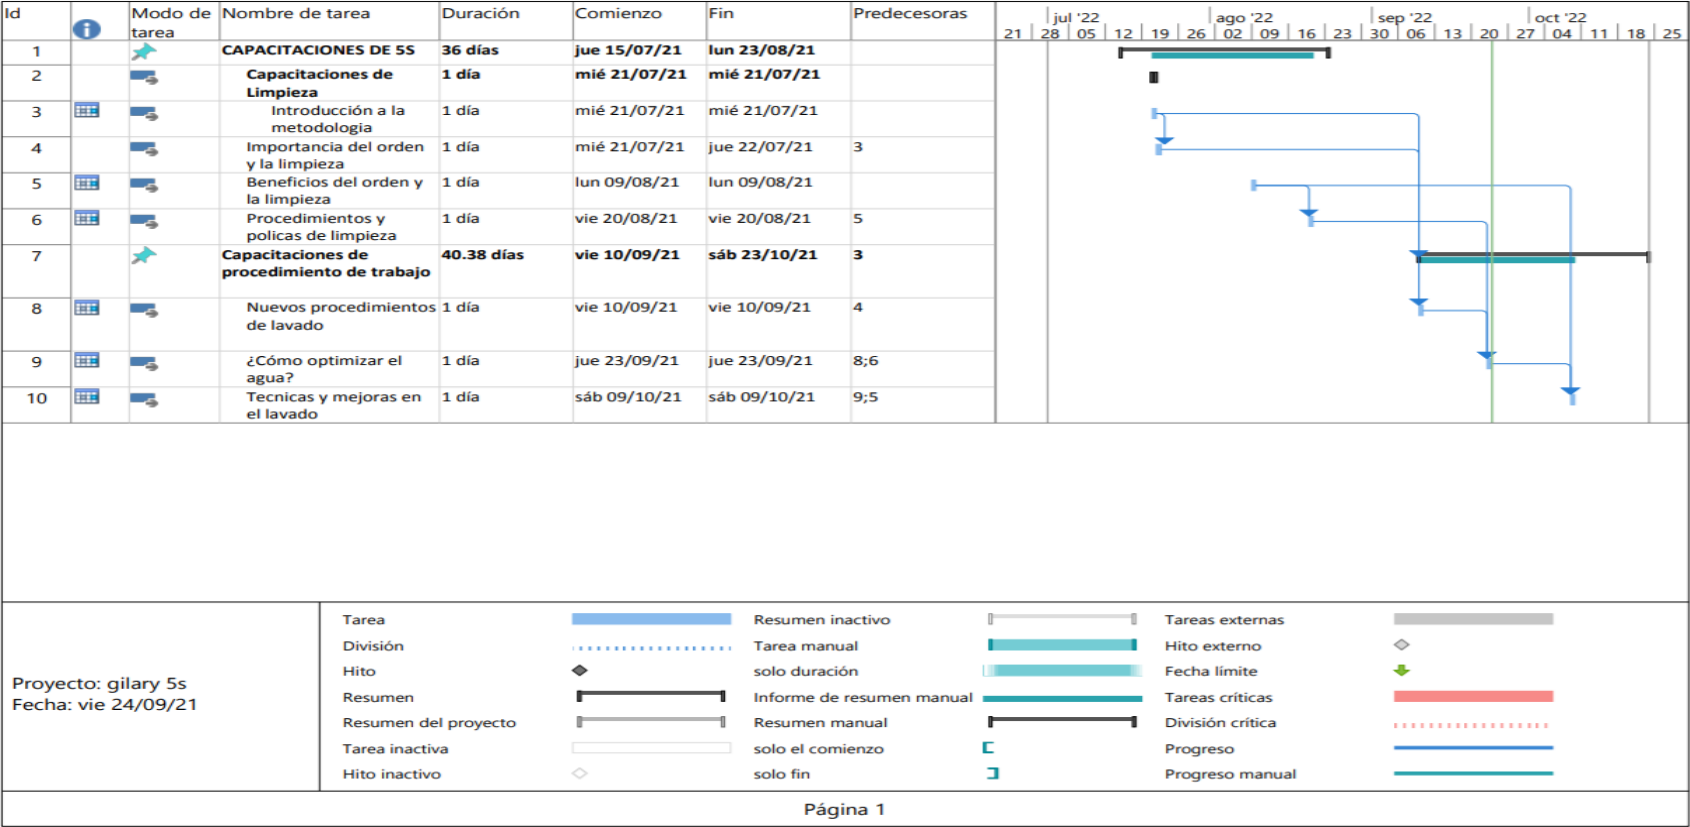 Id Modo de tarea Nombre de tarea Duración Comienzo Fin Predecesoras
jul '22 ago '22 sep '22 oct '22
21 28 05 12 19 26 02 09 16 23 30 06 13 20 27 04 11 18 25
1 CAPACITACIONES DE 5S 36 días jue 15/07/21 lun 23/08/21
2 Capacitaciones de 1 día mié 21/07/21 mié 21/07/21
Limpieza
3 Introducción a la 1 día mié 21/07/21 mié 21/07/21
metodologia
4 Importancia del orden 1 día mié 21/07/21 jue 22/07/21 3
y la limpieza
5 Beneficios del orden y 1 día lun 09/08/21 lun 09/08/21
la limpieza
6 Procedimientos y 1 día vie 20/08/21 vie 20/08/21 5
policas de limpieza
7 Capacitaciones de 40.38 días vie 10/09/21 sáb 23/10/21 3
procedimiento de trabajo
8 Nuevos procedimientos 1 día vie 10/09/21 vie 10/09/21 4
de lavado
9 ¿Cómo optimizar el 1 día jue 23/09/21 jue 23/09/21 8;6
agua?
10 Tecnicas y mejoras en 1 día sáb 09/10/21 sáb 09/10/21 9;5
el lavado
Proyecto: gilary 5s
Fecha: vie 24/09/21
Tarea
División
Hito
Resumen
Resumen del proyecto
Tarea inactiva
Hito inactivo
Resumen inactivo
Tarea manual
solo duración
Informe de resumen manual
Resumen manual
solo el comienzo
solo fin
Tareas externas
Hito externo
Fecha límite
Tareas críticas
División crítica
Progreso
Progreso manual
Página 1